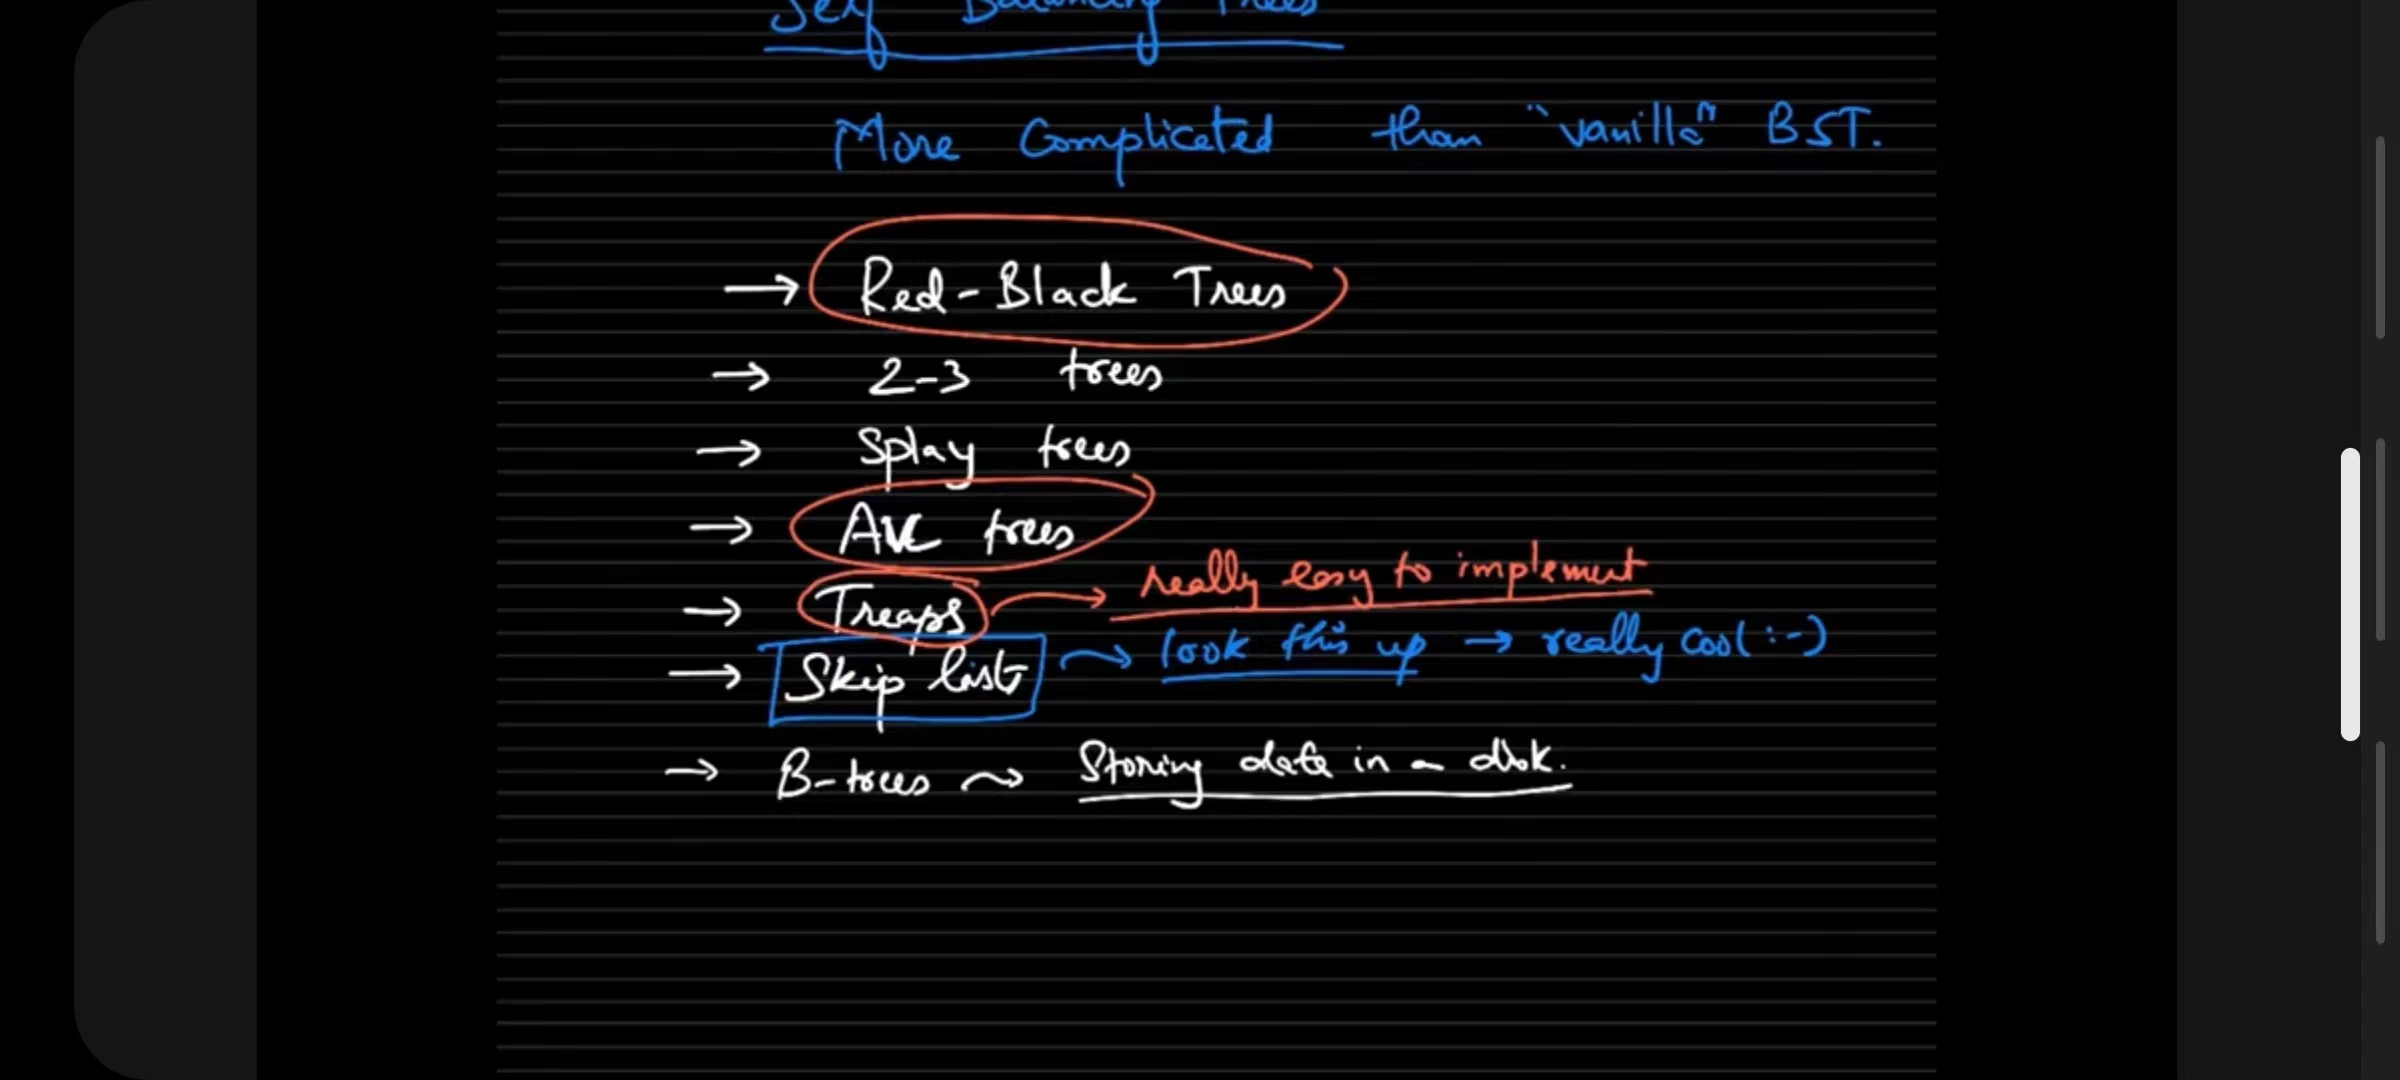 Self Balancing Trees
More Complicated than "vanilla" BST.
→ Red-Black Trees
→ 2-3 trees
→ Splay trees
→ AVL trees
→ Treaps → really easy to implement
→ Skip list → look this up → really cool :-)
→ B-trees → Storing data in a disk.